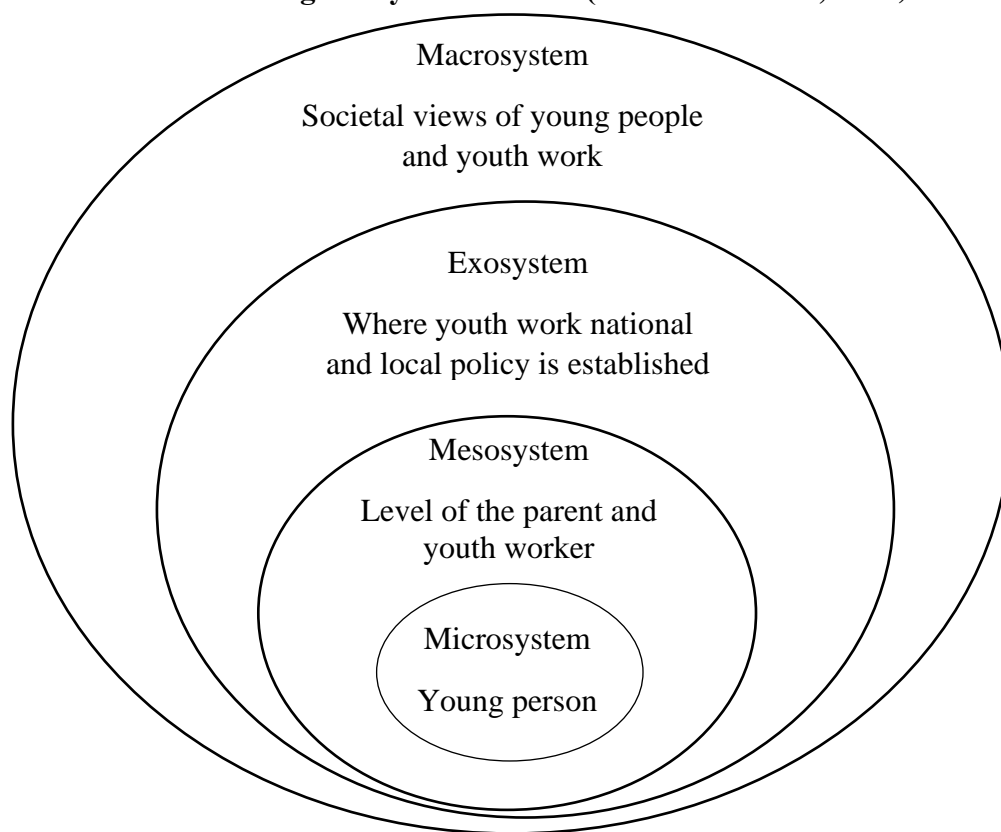 Macrosystem
Societal views of young people
and youth work
Exosystem
Where youth work national
and local policy is established
Mesosystem
Level of the parent and
youth worker
Microsystem
Young person